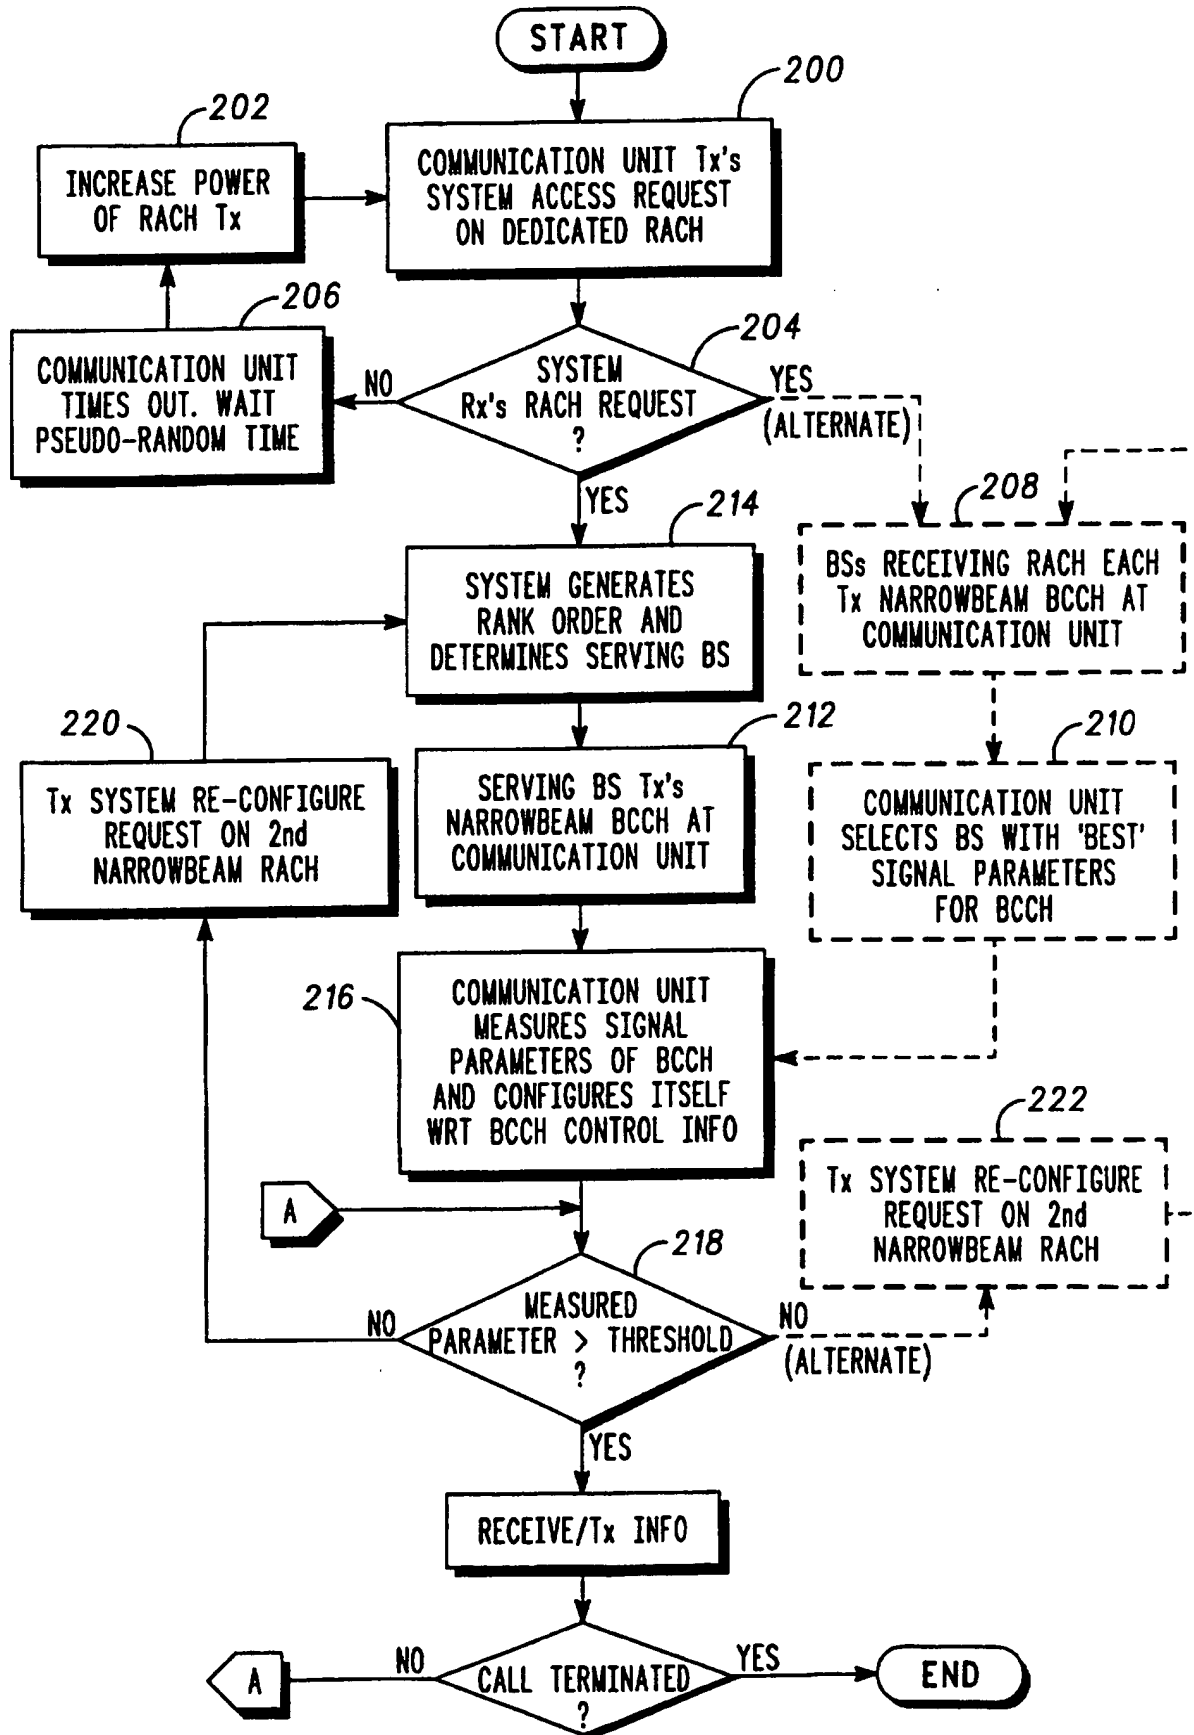 START
200
COMMUNICATION UNIT Tx's
SYSTEM ACCESS REQUEST
ON DEDICATED RACH
202
INCREASE POWER
OF RACH Tx
206
COMMUNICATION UNIT
TIMES OUT. WAIT
PSEUDO-RANDOM TIME
NO
204
SYSTEM
Rx's RACH REQUEST
?
YES
(ALTERNATE)
YES
208
BSs RECEIVING RACH EACH
Tx NARROWBEAM BCCH AT
COMMUNICATION UNIT
214
SYSTEM GENERATES
RANK ORDER AND
DETERMINES SERVING BS
220
Tx SYSTEM RE-CONFIGURE
REQUEST ON 2nd
NARROWBEAM RACH
212
SERVING BS Tx's
NARROWBEAM BCCH AT
COMMUNICATION UNIT
210
COMMUNICATION UNIT
SELECTS BS WITH 'BEST'
SIGNAL PARAMETERS
FOR BCCH
216
COMMUNICATION UNIT
MEASURES SIGNAL
PARAMETERS OF BCCH
AND CONFIGURES ITSELF
WRT BCCH CONTROL INFO
222
Tx SYSTEM RE-CONFIGURE
REQUEST ON 2nd
NARROWBEAM RACH
A
218
NO
MEASURED
PARAMETER > THRESHOLD
?
NO
(ALTERNATE)
YES
RECEIVE/Tx INFO
A
NO
CALL TERMINATED
?
YES
END